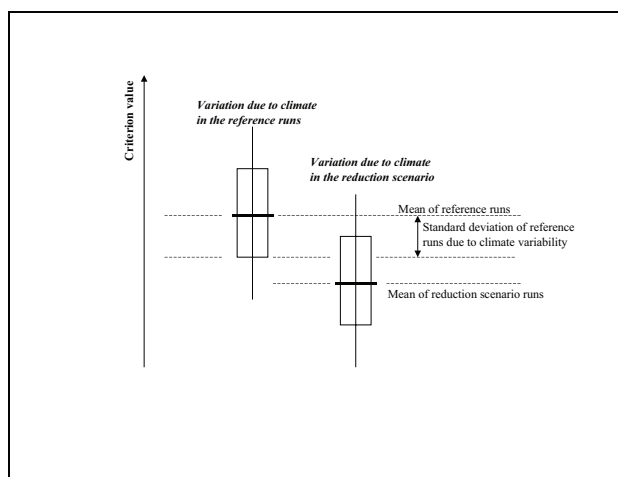 Criterion value
Variation due to climate
in the reference runs
Variation due to climate
in the reduction scenario
Mean of reference runs
Standard deviation of reference
runs due to climate variability
Mean of reduction scenario runs